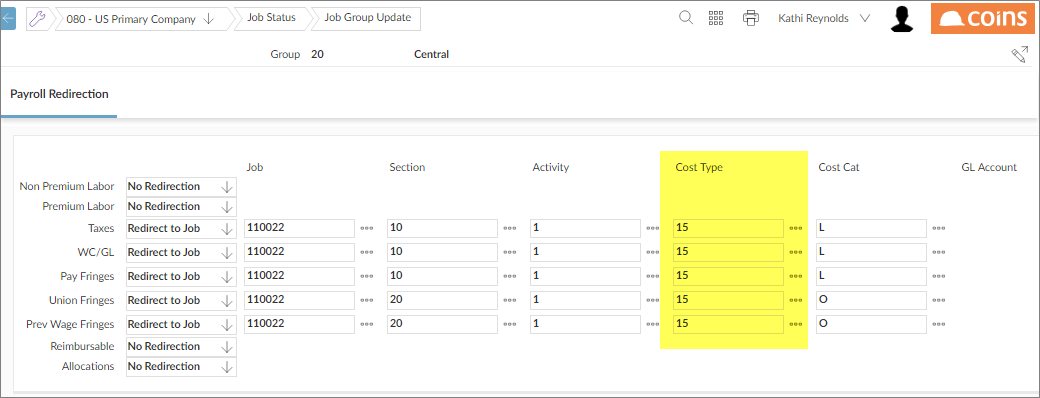 080 - US Primary Company Job Status Job Group Update Kathi Reynolds coins
Group 20 Central
Payroll Redirection
Job Section Activity Cost Type Cost Cat GL Account
Non Premium Labor No Redirection
Premium Labor No Redirection
Taxes Redirect to Job 110022 10 1 15 L
WC/GL Redirect to Job 110022 10 1 15 L
Pay Fringes Redirect to Job 110022 10 1 15 L
Union Fringes Redirect to Job 110022 20 1 15 O
Prev Wage Fringes Redirect to Job 110022 20 1 15 O
Reimbursable No Redirection
Allocations No Redirection